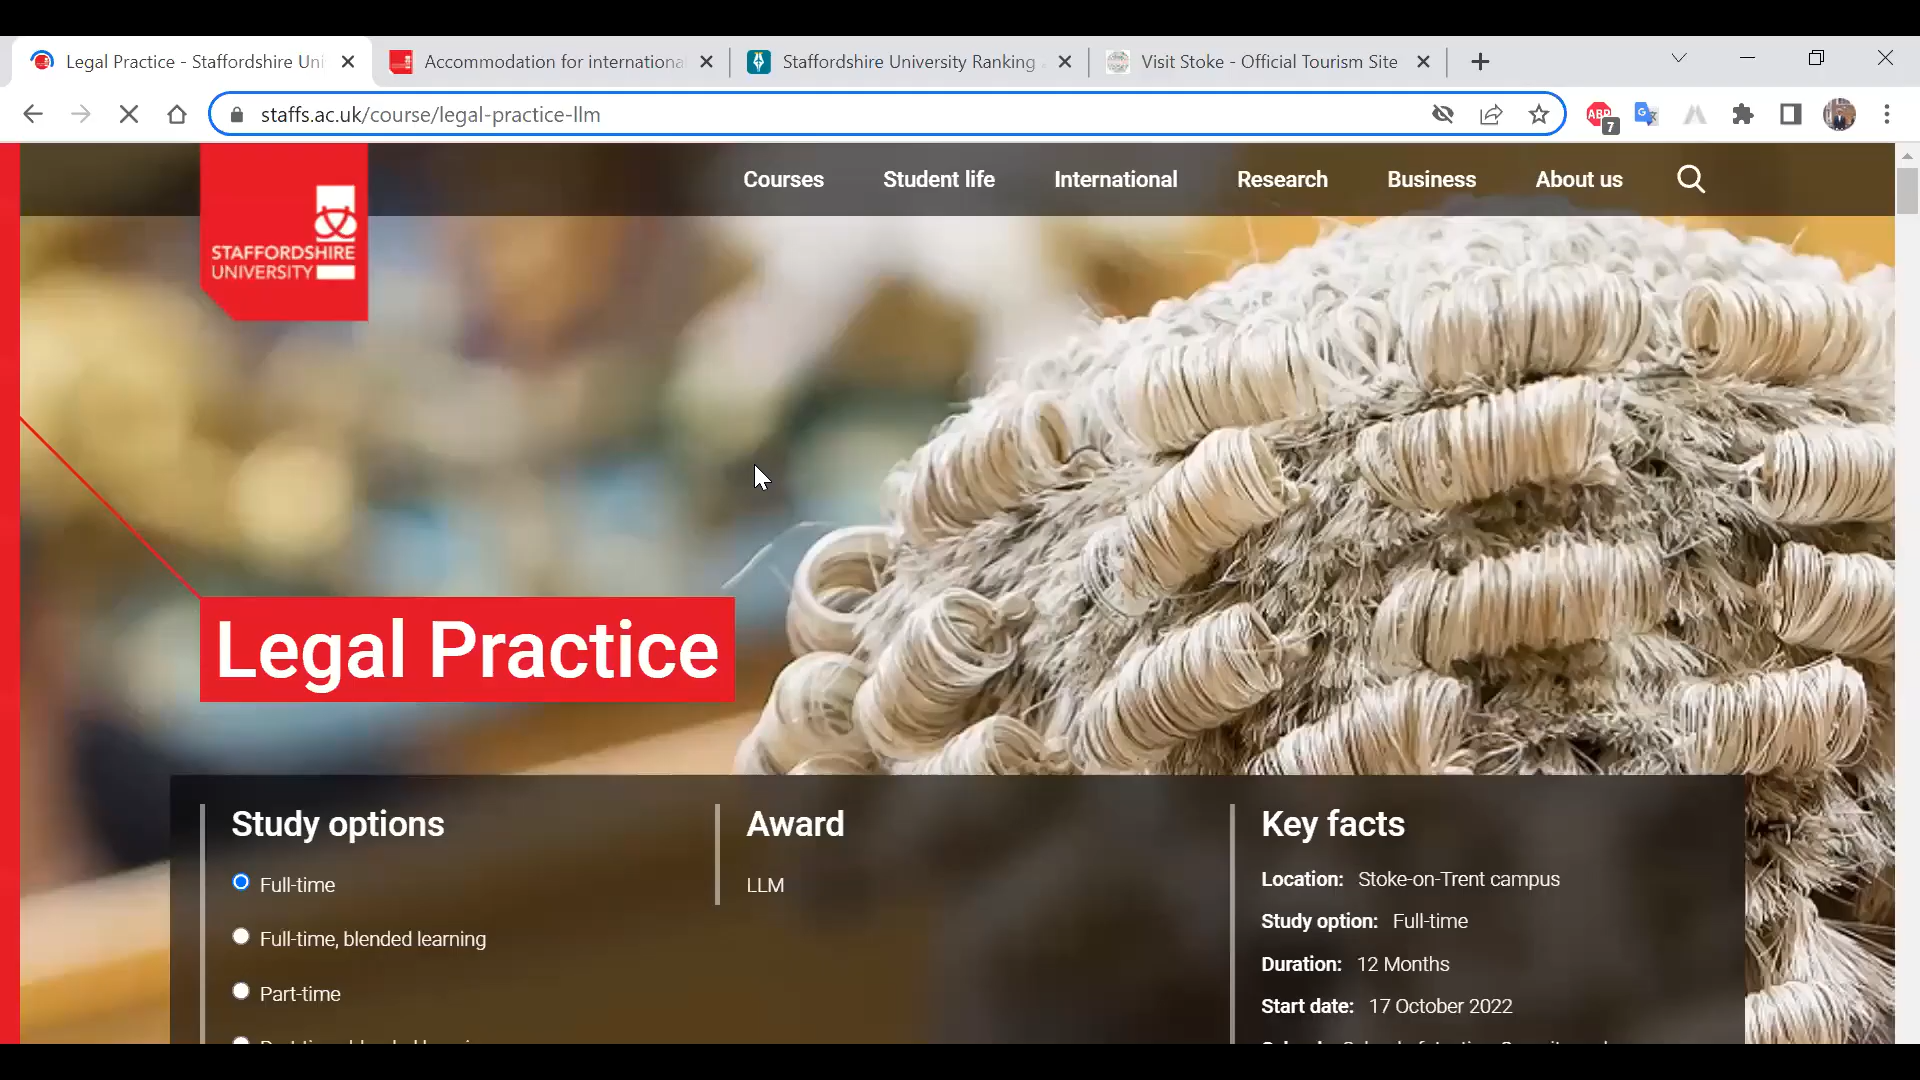 Legal Practice - Staffordshire Uni
Accommodation for internationa
Staffordshire University Ranking
Visit Stoke - Official Tourism Site
staffs.ac.uk/course/legal-practice-llm
ABP
7
Courses
Student life
International
Research
Business
About us
STAFFORDSHIRE
UNIVERSITY
Legal Practice
Study options
Full-time
Full-time, blended learning
Part-time
Award
LLM
Key facts
Location: Stoke-on-Trent campus
Study option: Full-time
Duration: 12 Months
Start date: 17 October 2022